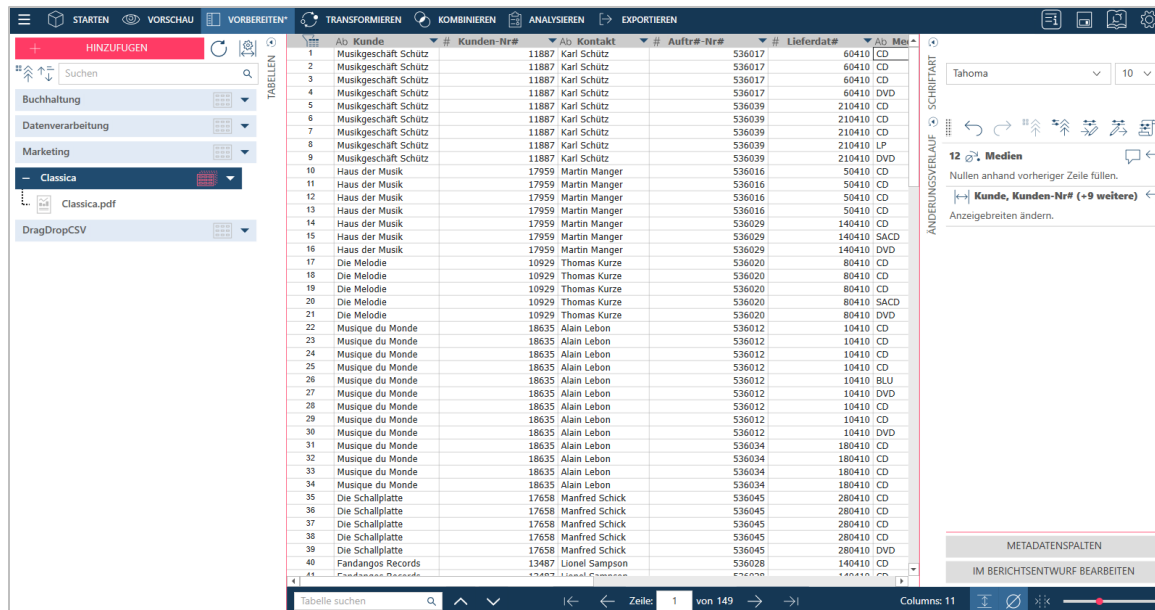 STARTEN VORSCHAU VORBEREITEN* TRANSFORMIEREN KOMBINIEREN ANALYSIEREN EXPORTIEREN
HINZUFÜGEN
Suchen
Buchhaltung
Datenverarbeitung
Marketing
Classica
Classica.pdf
DragDropCSV
TABELLEN
Ab Kunde # Kunden-Nr# Ab Kontakt # Auftr#-Nr# # Lieferdat# Ab Med
1 Musikgeschäft Schütz 11887 Karl Schütz 536017 60410 CD
2 Musikgeschäft Schütz 11887 Karl Schütz 536017 60410 CD
3 Musikgeschäft Schütz 11887 Karl Schütz 536017 60410 CD
4 Musikgeschäft Schütz 11887 Karl Schütz 536017 60410 DVD
5 Musikgeschäft Schütz 11887 Karl Schütz 536039 210410 CD
6 Musikgeschäft Schütz 11887 Karl Schütz 536039 210410 CD
7 Musikgeschäft Schütz 11887 Karl Schütz 536039 210410 CD
8 Musikgeschäft Schütz 11887 Karl Schütz 536039 210410 LP
9 Musikgeschäft Schütz 11887 Karl Schütz 536039 210410 DVD
10 Haus der Musik 17959 Martin Manger 536016 50410 CD
11 Haus der Musik 17959 Martin Manger 536016 50410 CD
12 Haus der Musik 17959 Martin Manger 536016 50410 CD
13 Haus der Musik 17959 Martin Manger 536016 50410 CD
14 Haus der Musik 17959 Martin Manger 536029 140410 CD
15 Haus der Musik 17959 Martin Manger 536029 140410 SACD
16 Haus der Musik 17959 Martin Manger 536029 140410 DVD
17 Die Melodie 10929 Thomas Kurze 536020 80410 CD
18 Die Melodie 10929 Thomas Kurze 536020 80410 CD
19 Die Melodie 10929 Thomas Kurze 536020 80410 CD
20 Die Melodie 10929 Thomas Kurze 536020 80410 SACD
21 Die Melodie 10929 Thomas Kurze 536020 80410 DVD
22 Musique du Monde 18635 Alain Lebon 536012 10410 CD
23 Musique du Monde 18635 Alain Lebon 536012 10410 CD
24 Musique du Monde 18635 Alain Lebon 536012 10410 CD
25 Musique du Monde 18635 Alain Lebon 536012 10410 CD
26 Musique du Monde 18635 Alain Lebon 536012 10410 BLU
27 Musique du Monde 18635 Alain Lebon 536012 10410 DVD
28 Musique du Monde 18635 Alain Lebon 536012 10410 CD
29 Musique du Monde 18635 Alain Lebon 536012 10410 CD
30 Musique du Monde 18635 Alain Lebon 536012 10410 DVD
31 Musique du Monde 18635 Alain Lebon 536034 180410 CD
32 Musique du Monde 18635 Alain Lebon 536034 180410 CD
33 Musique du Monde 18635 Alain Lebon 536034 180410 CD
34 Musique du Monde 18635 Alain Lebon 536034 180410 CD
35 Die Schallplatte 17658 Manfred Schick 536045 280410 CD
36 Die Schallplatte 17658 Manfred Schick 536045 280410 CD
37 Die Schallplatte 17658 Manfred Schick 536045 280410 CD
38 Die Schallplatte 17658 Manfred Schick 536045 280410 CD
39 Die Schallplatte 17658 Manfred Schick 536045 280410 DVD
40 Fandangos Records 13487 Lionel Sampson 536028 140410 CD
41 Fandangos Records 13487 Lionel Sampson 536028 140410 CD
Tabelle suchen Zeile: 1 von 149 Columns: 11
SCHRIFTART
Tahoma 10
ÄNDERUNGSVERLAUF
12 Medien
Nullen anhand vorheriger Zeile füllen.
Kunde, Kunden-Nr# (+9 weitere)
Anzeigebreiten ändern.
METADATENSPALTEN
IM BERICHTSENTWURF BEARBEITEN